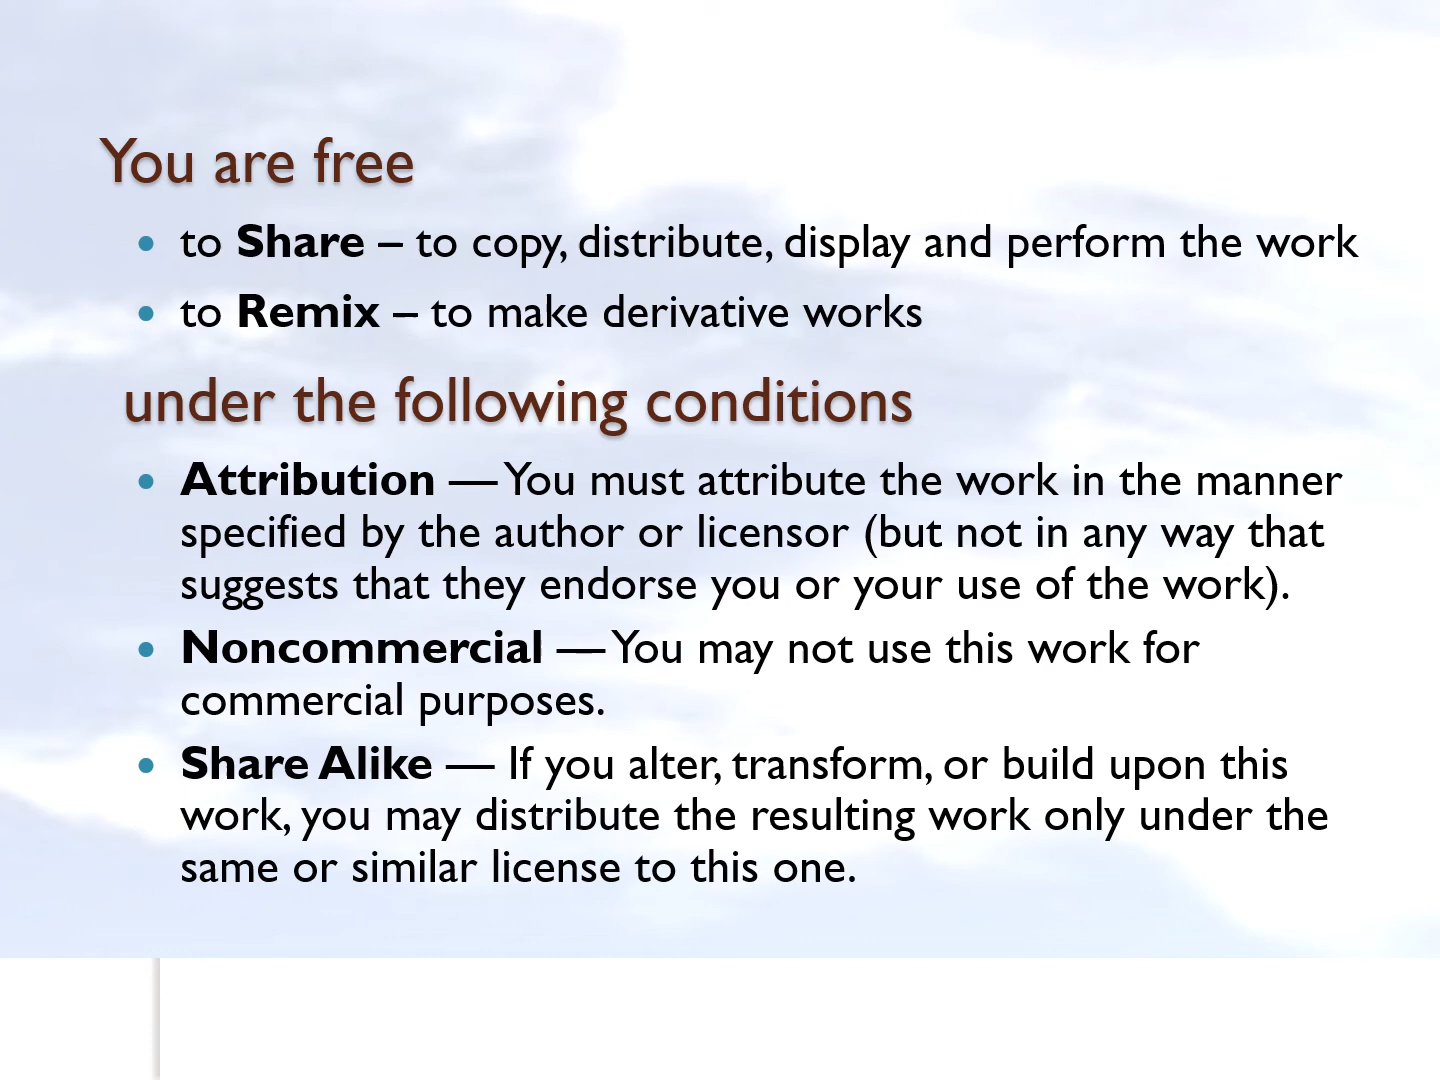 You are free
• to Share – to copy, distribute, display and perform the work
• to Remix – to make derivative works
under the following conditions
• Attribution — You must attribute the work in the manner
specified by the author or licensor (but not in any way that
suggests that they endorse you or your use of the work).
• Noncommercial — You may not use this work for
commercial purposes.
• Share Alike — If you alter, transform, or build upon this
work, you may distribute the resulting work only under the
same or similar license to this one.